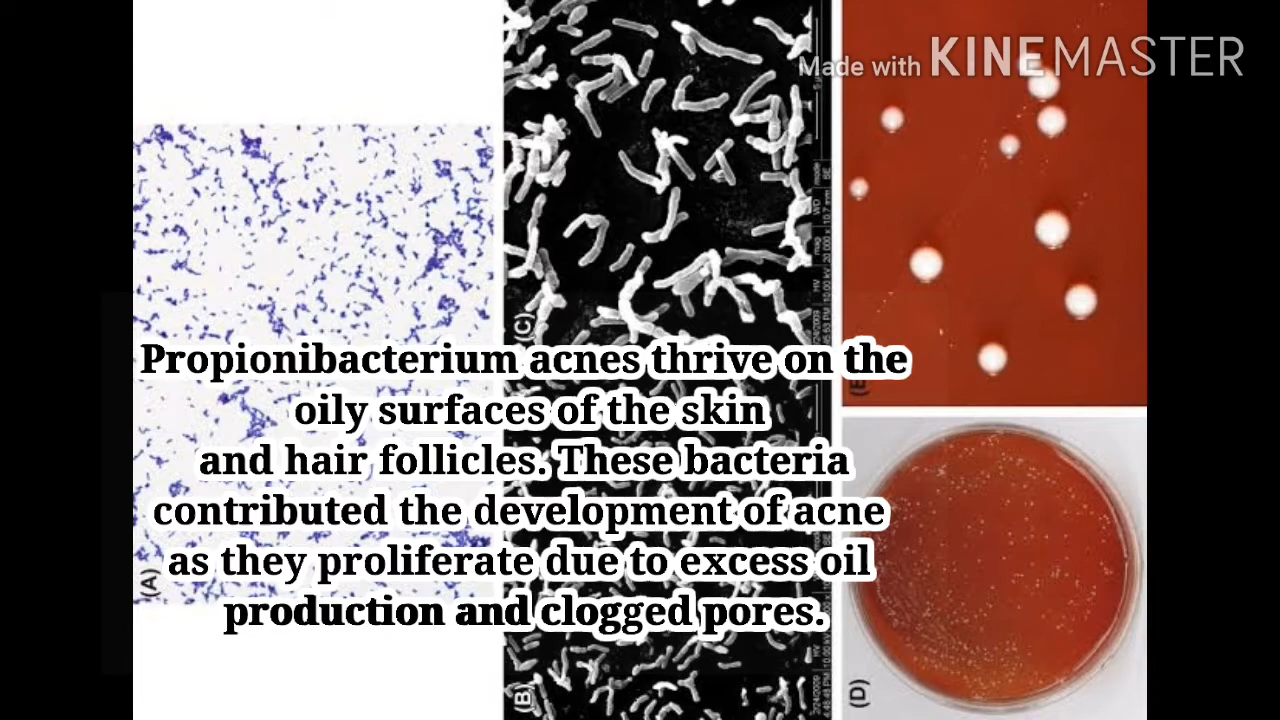 Made with KINEMASTER
Propionibacterium acnes thrive on the
oily surfaces of the skin
and hair follicles. These bacteria
contributed the development of acne
as they proliferate due to excess oil
production and clogged pores.
(A)
(B)
(C)
(D)